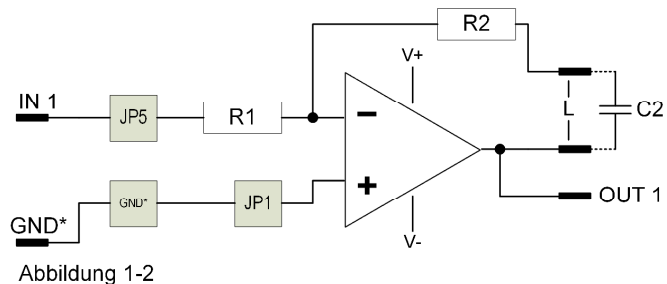 R2
V+
IN 1
JP5
R1
L
C2
GND*
GND*
JP1
OUT 1
V-
Abbildung 1-2